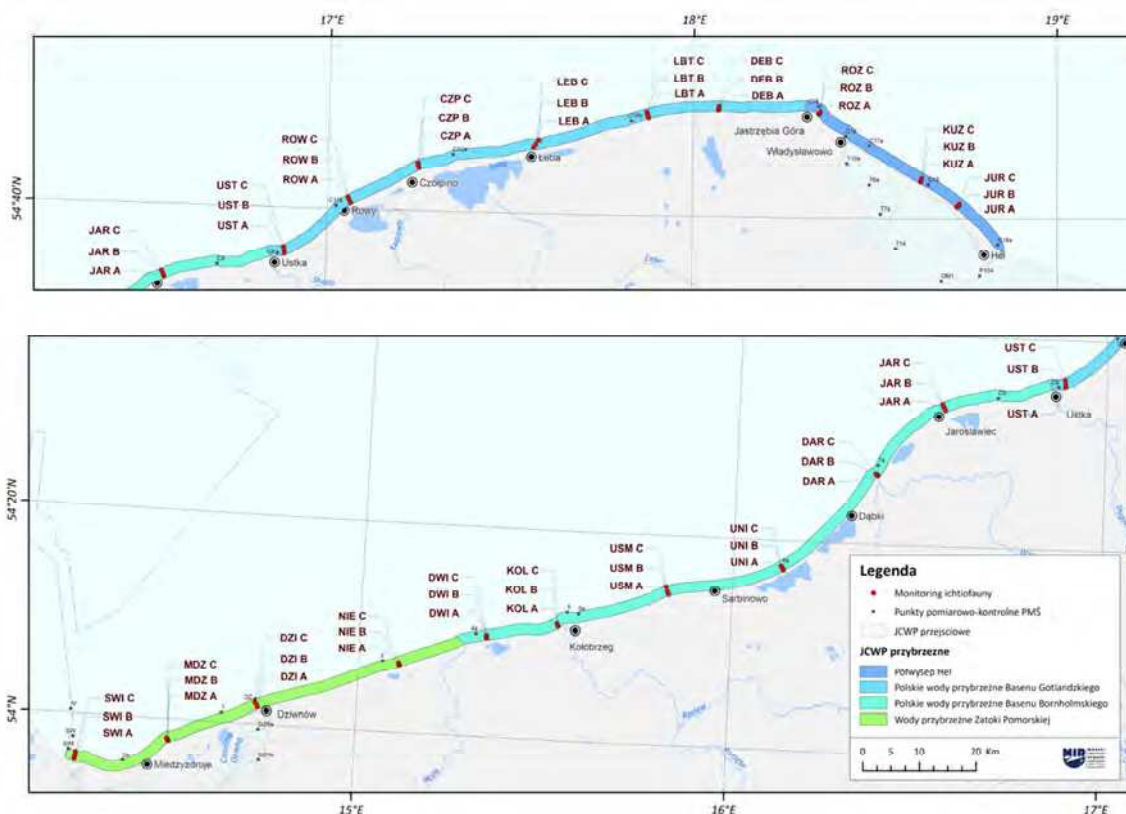 17°E
18°E
19°E
LBT C
DEB C
LEB C
LBT B
DEB B
ROZ C
CZP C
LEB B
LBT A
DEB A
ROZ B
CZP B
LEB A
ROZ A
ROW C
CZP A
Jastrzębia Góra
KUZ C
ROW B
Łeba
Władysławowo
KUZ B
UST C
ROW A
Czołpino
KUZ A
JUR C
54°40'N
UST B
JUR B
JAR C
UST A
Rowy
JUR A
JAR B
Ustka
Hel
JAR A
UST C
JAR C
UST B
JAR B
JAR A
UST A
Ustka
Jarosławiec
DAR C
DAR B
DAR A
54°20'N
Dąbki
UNI C
USM C
UNI B
KOL C
USM B
UNI A
DWI C
KOL B
USM A
DWI B
KOL A
Sarbinowo
NIE C
DWI A
DZI C
NIE B
Kołobrzeg
NIE A
MDZ C
DZI B
MDZ B
DZI A
SWI C
MDZ A
54°N
Dziwnów
SWI B
SWI A
Międzyzdroje
15°E
16°E
17°E
Legenda
Monitoring ichtiofauny
Punkty pomiarowo-kontrolne PMŚ
JCWP przejściowe
JCWP przybrzeżne
Półwysep Hel
Polskie wody przybrzeżne Basenu Gotlandzkiego
Polskie wody przybrzeżne Basenu Bornholmskiego
Wody przybrzeżne Zatoki Pomorskiej
0 5 10 20 Km
MIR